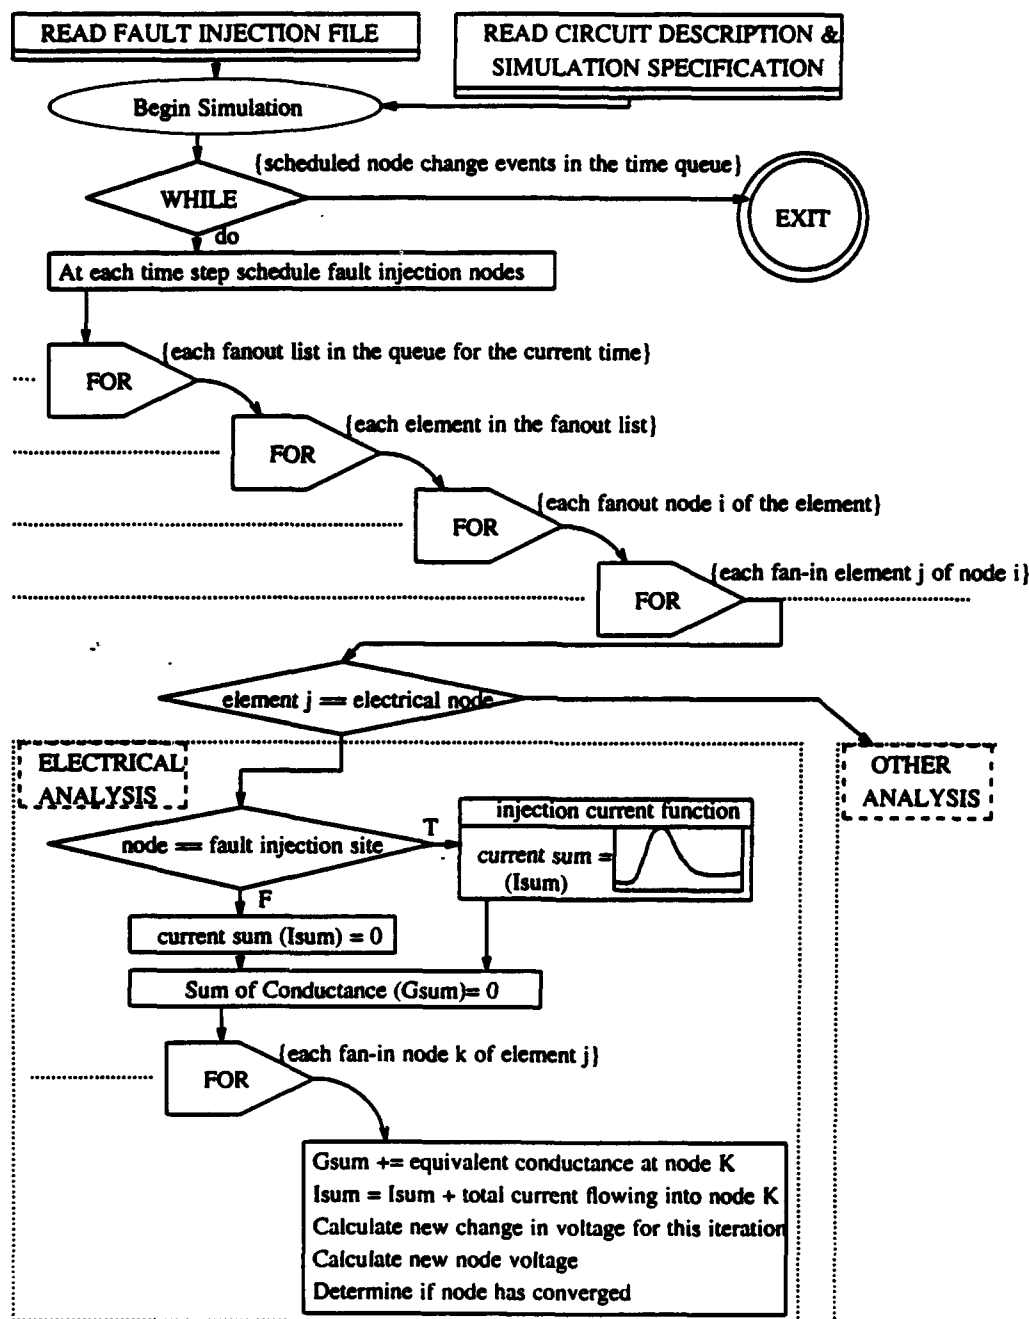 READ FAULT INJECTION FILE
READ CIRCUIT DESCRIPTION &
SIMULATION SPECIFICATION
Begin Simulation
{scheduled node change events in the time queue}
WHILE
EXIT
do
At each time step schedule fault injection nodes
{each fanout list in the queue for the current time}
FOR
{each element in the fanout list}
FOR
{each fanout node i of the element}
FOR
{each fan-in element j of node i}
FOR
element j == electrical node
ELECTRICAL
ANALYSIS
OTHER
ANALYSIS
node == fault injection site
T
injection current function
current sum =
(Isum)
F
current sum (Isum) = 0
Sum of Conductance (Gsum)= 0
{each fan-in node k of element j}
FOR
Gsum += equivalent conductance at node K
Isum = Isum + total current flowing into node K
Calculate new change in voltage for this iteration
Calculate new node voltage
Determine if node has converged